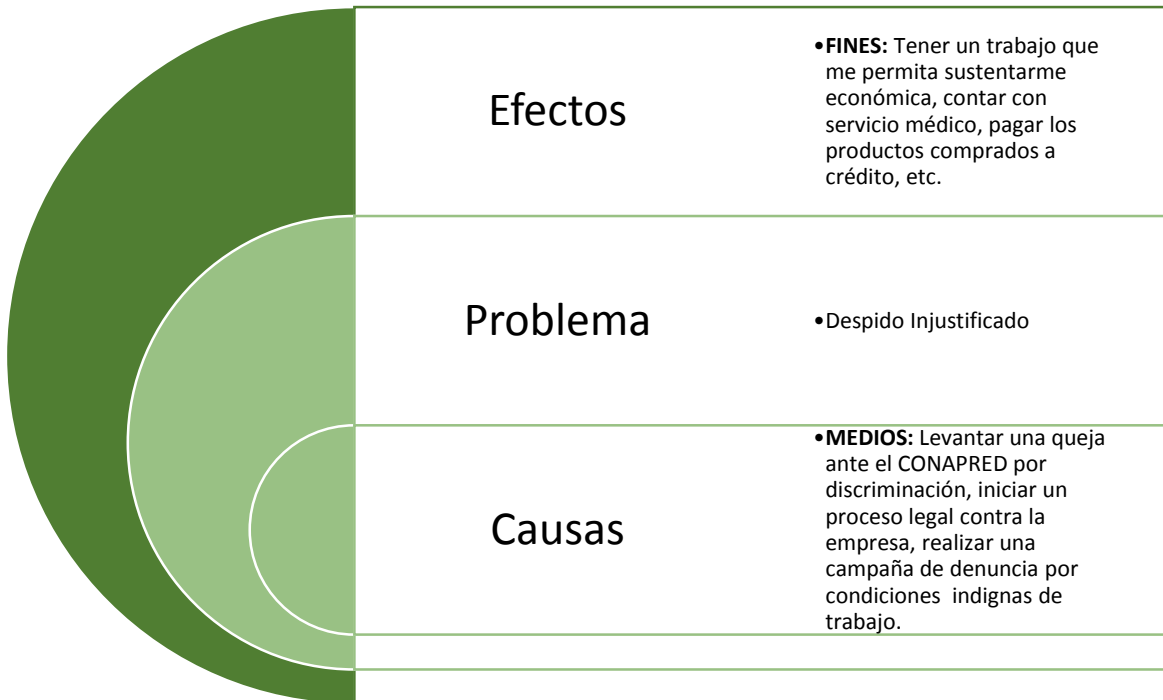 Efectos
•FINES: Tener un trabajo que
me permita sustentarme
económica, contar con
servicio médico, pagar los
productos comprados a
crédito, etc.
Problema
•Despido Injustificado
Causas
•MEDIOS: Levantar una queja
ante el CONAPRED por
discriminación, iniciar un
proceso legal contra la
empresa, realizar una
campaña de denuncia por
condiciones  indignas de
trabajo.